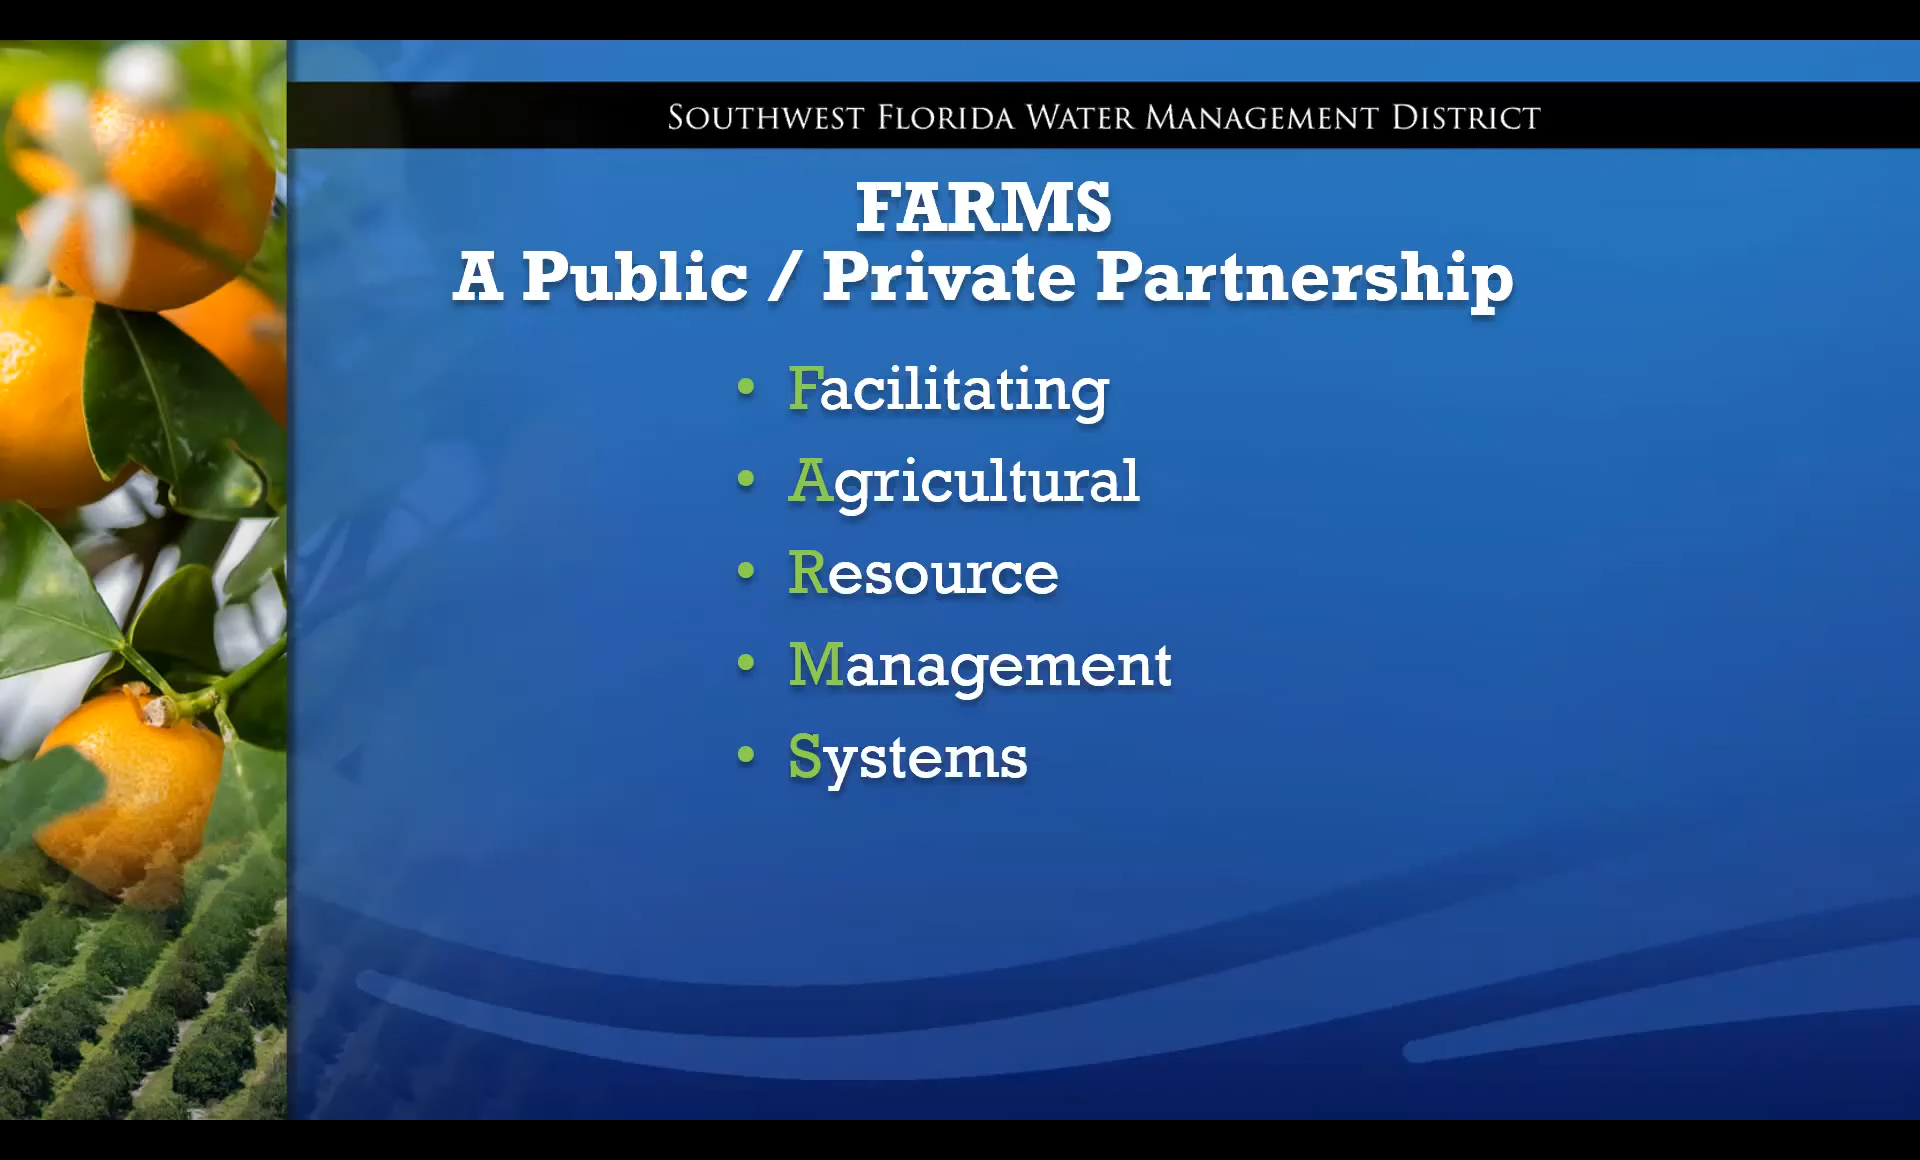 Southwest Florida Water Management District
FARMS
A Public / Private Partnership
• Facilitating
• Agricultural
• Resource
• Management
• Systems